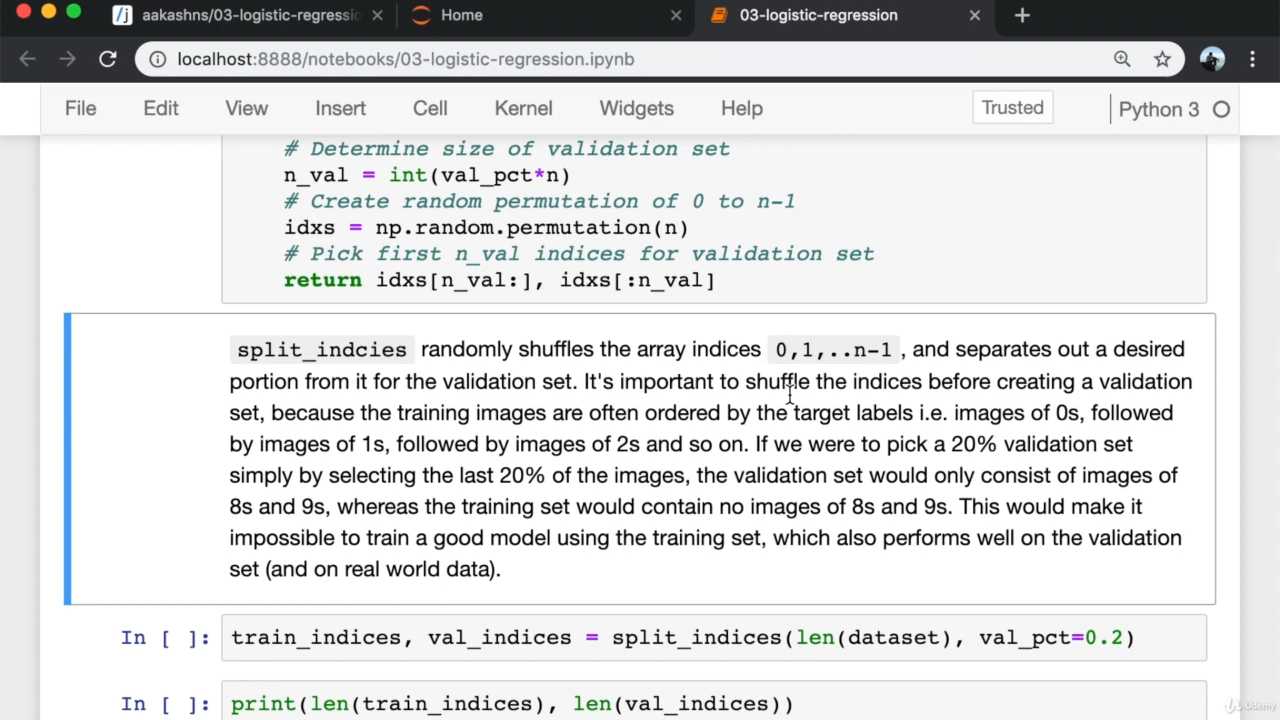 aakashns/03-logistic-regressio
Home
03-logistic-regression
localhost:8888/notebooks/03-logistic-regression.ipynb
File Edit View Insert Cell Kernel Widgets Help Trusted Python 3
# Determine size of validation set
n_val = int(val_pct*n)
# Create random permutation of 0 to n-1
idxs = np.random.permutation(n)
# Pick first n_val indices for validation set
return idxs[n_val:], idxs[:n_val]
split_indcies randomly shuffles the array indices 0,1,..n-1, and separates out a desired
portion from it for the validation set. It's important to shuffle the indices before creating a validation
set, because the training images are often ordered by the target labels i.e. images of 0s, followed
by images of 1s, followed by images of 2s and so on. If we were to pick a 20% validation set
simply by selecting the last 20% of the images, the validation set would only consist of images of
8s and 9s, whereas the training set would contain no images of 8s and 9s. This would make it
impossible to train a good model using the training set, which also performs well on the validation
set (and on real world data).
In [ ]: train_indices, val_indices = split_indices(len(dataset), val_pct=0.2)
In [ ]: print(len(train_indices), len(val_indices))
Udemy